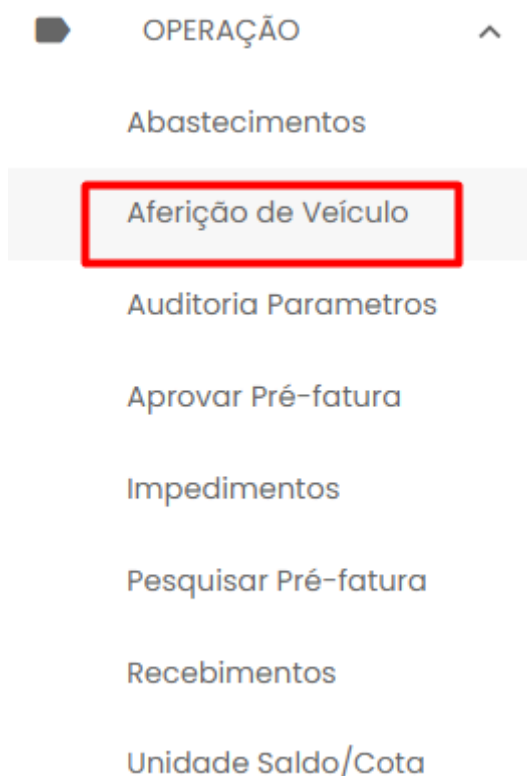 OPERAÇÃO
Abastecimentos
Aferição de Veículo
Auditoria Parametros
Aprovar Pré-fatura
Impedimentos
Pesquisar Pré-fatura
Recebimentos
Unidade Saldo/Cota